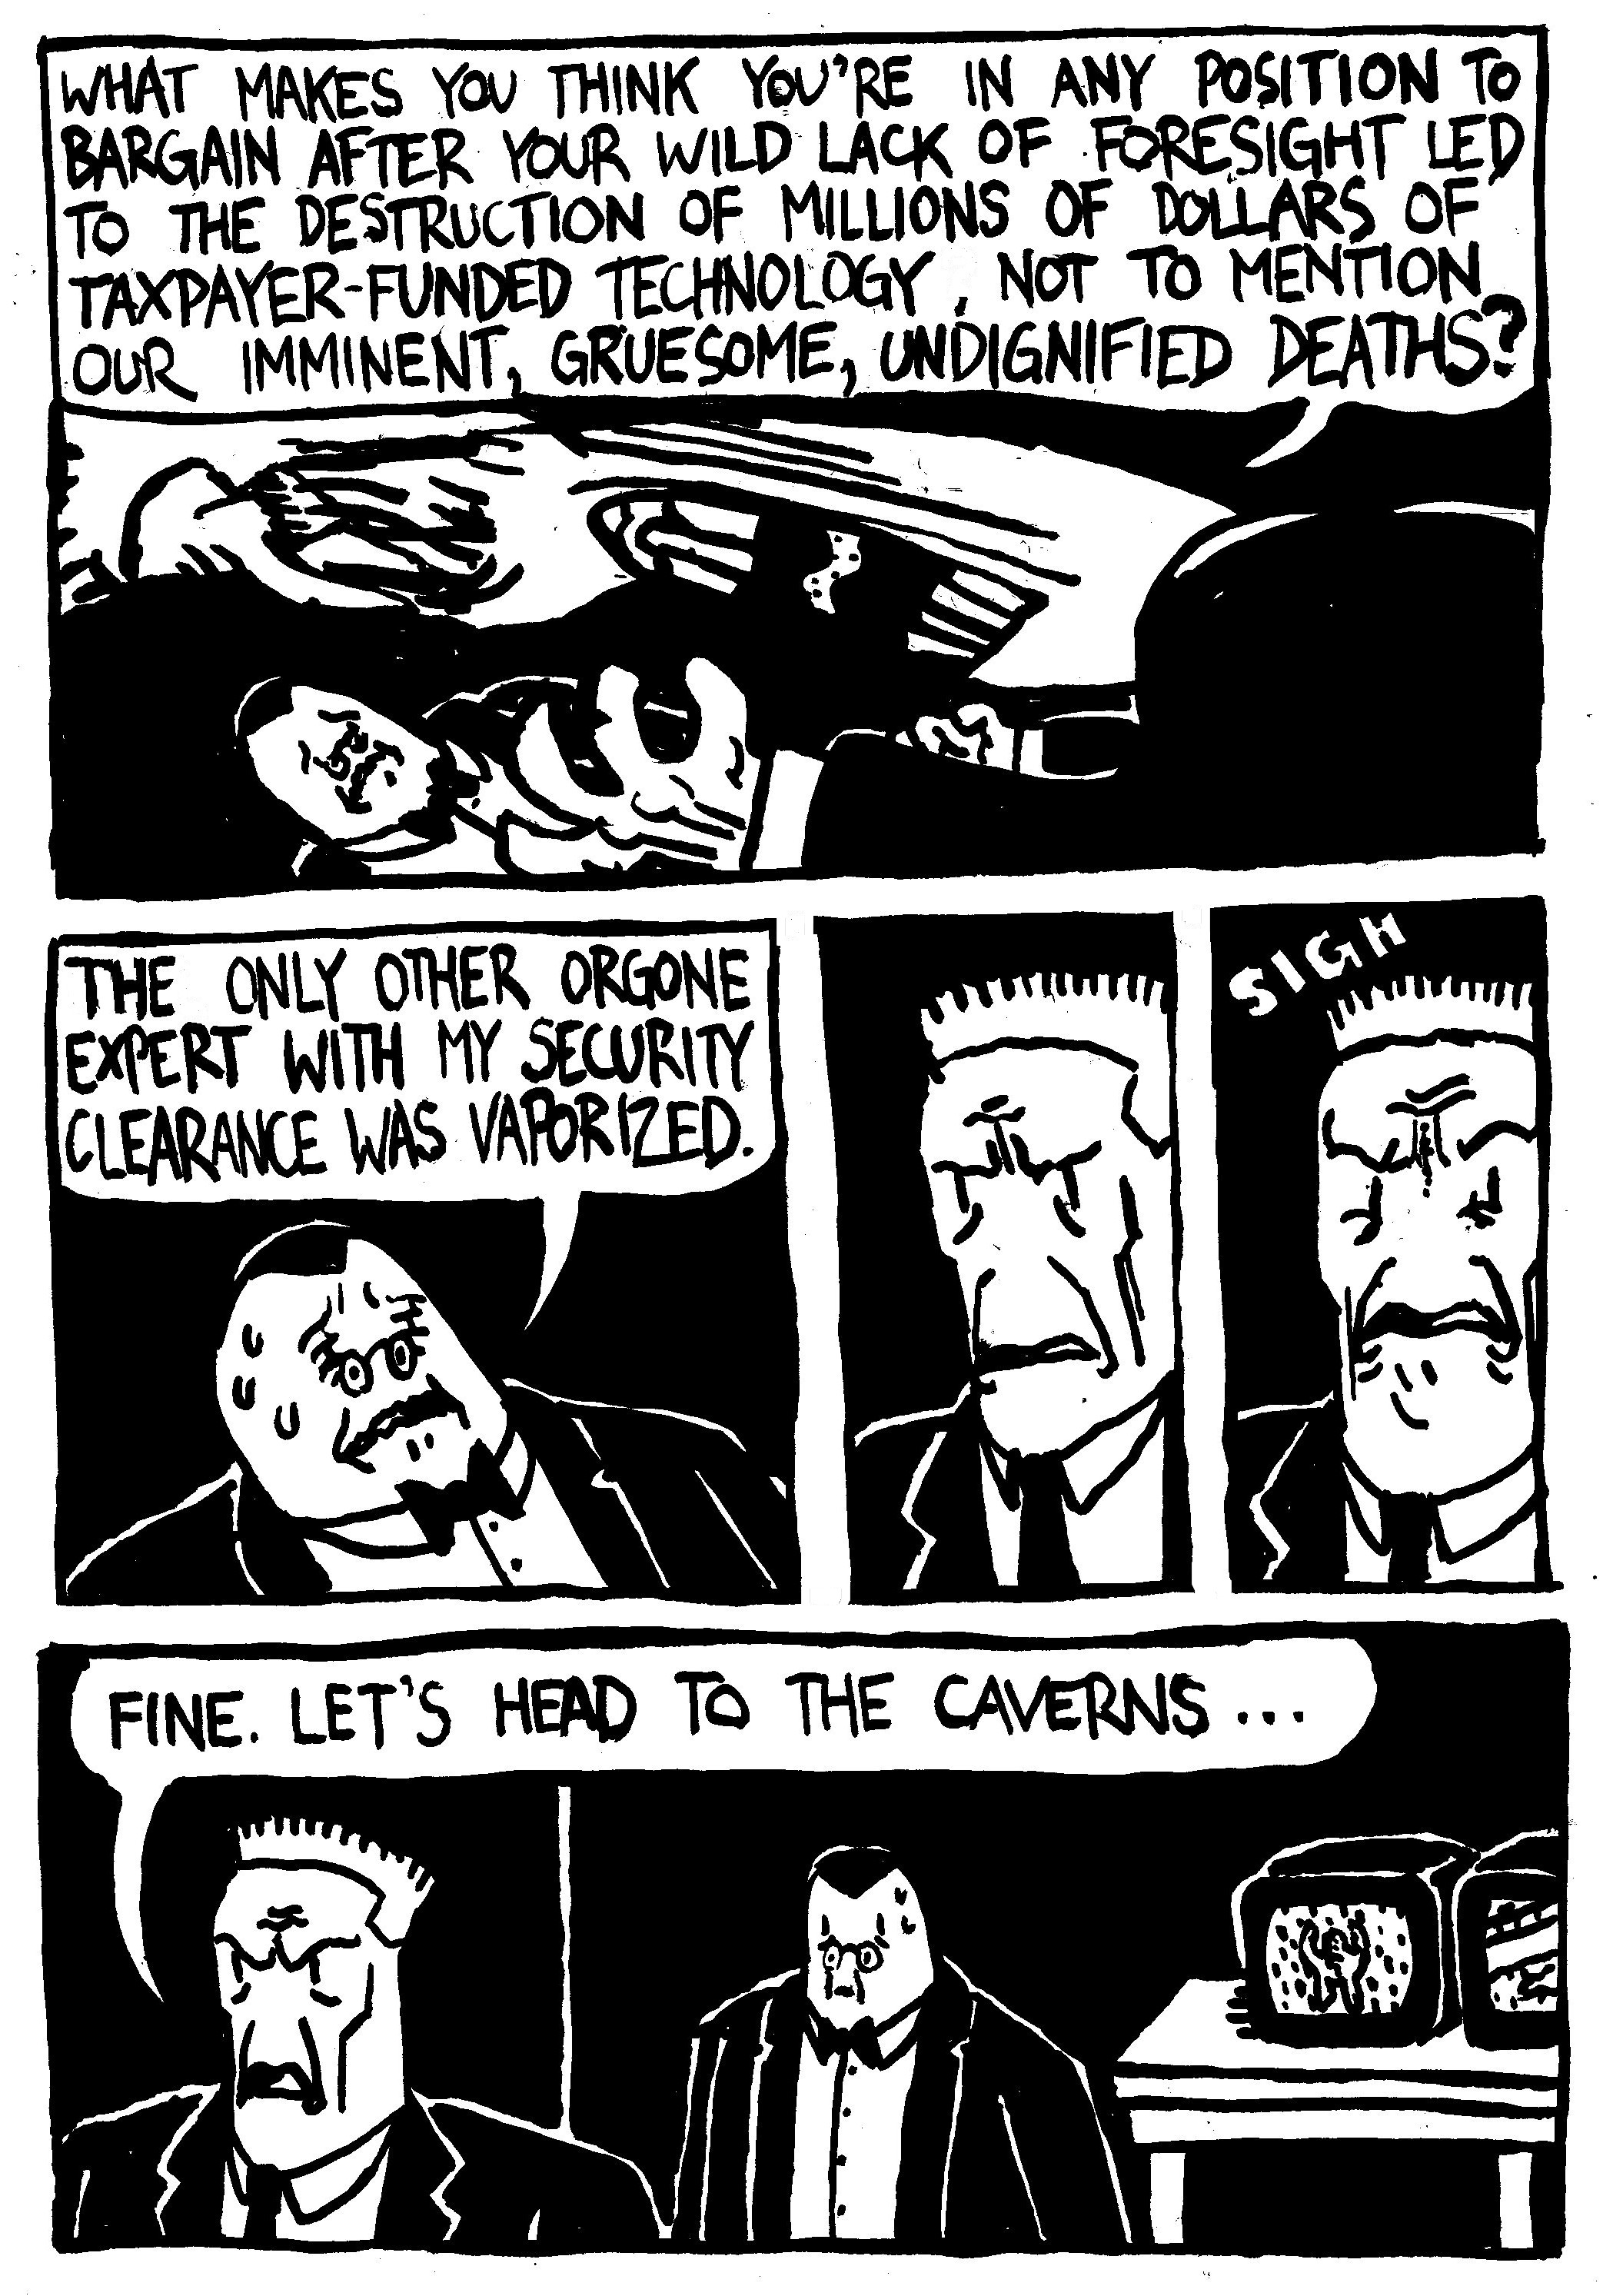 WHAT MAKES YOU THINK YOU'RE IN ANY POSITION TO
BARGAIN AFTER YOUR WILD LACK OF FORESIGHT LED
TO THE DESTRUCTION OF MILLIONS OF DOLLARS OF
TAXPAYER-FUNDED TECHNOLOGY, NOT TO MENTION
OUR IMMINENT, GRUESOME, UNDIGNIFIED DEATHS?
THE ONLY OTHER ORGONE
EXPERT WITH MY SECURITY
CLEARANCE WAS VAPORIZED.
SIGH
FINE. LET'S HEAD TO THE CAVERNS...